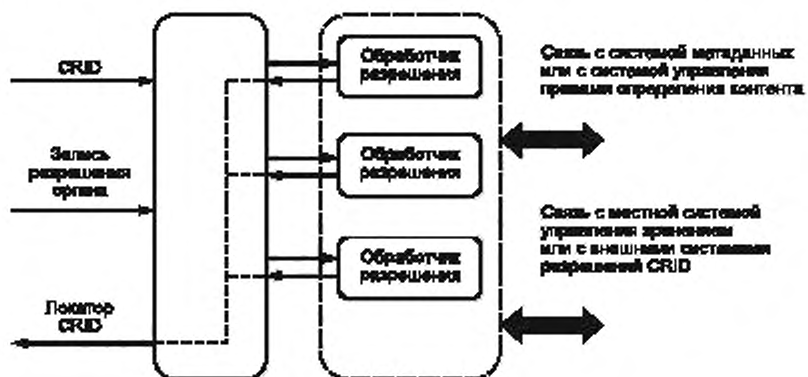 CRID
Запись
разрешения
органа
Локатор
CRID
Обработчик
разрешения
Обработчик
разрешения
Обработчик
разрешения
Связь с системой метаданных
или с системой управления
правами определения контента
Связь с местной системой
управления хранением
или с внешними системами
разрешений CRID